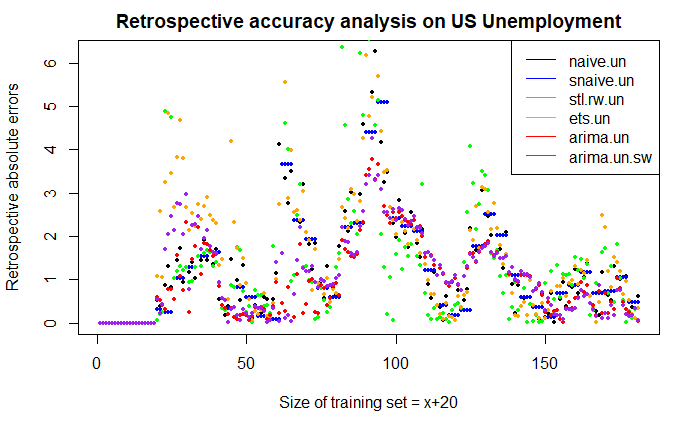 Retrospective accuracy analysis on US Unemployment
Retrospective absolute errors
6
5
4
3
2
1
0
0 50 100 150
Size of training set = x+20
naive.un
snaive.un
stl.rw.un
ets.un
arima.un
arima.un.sw